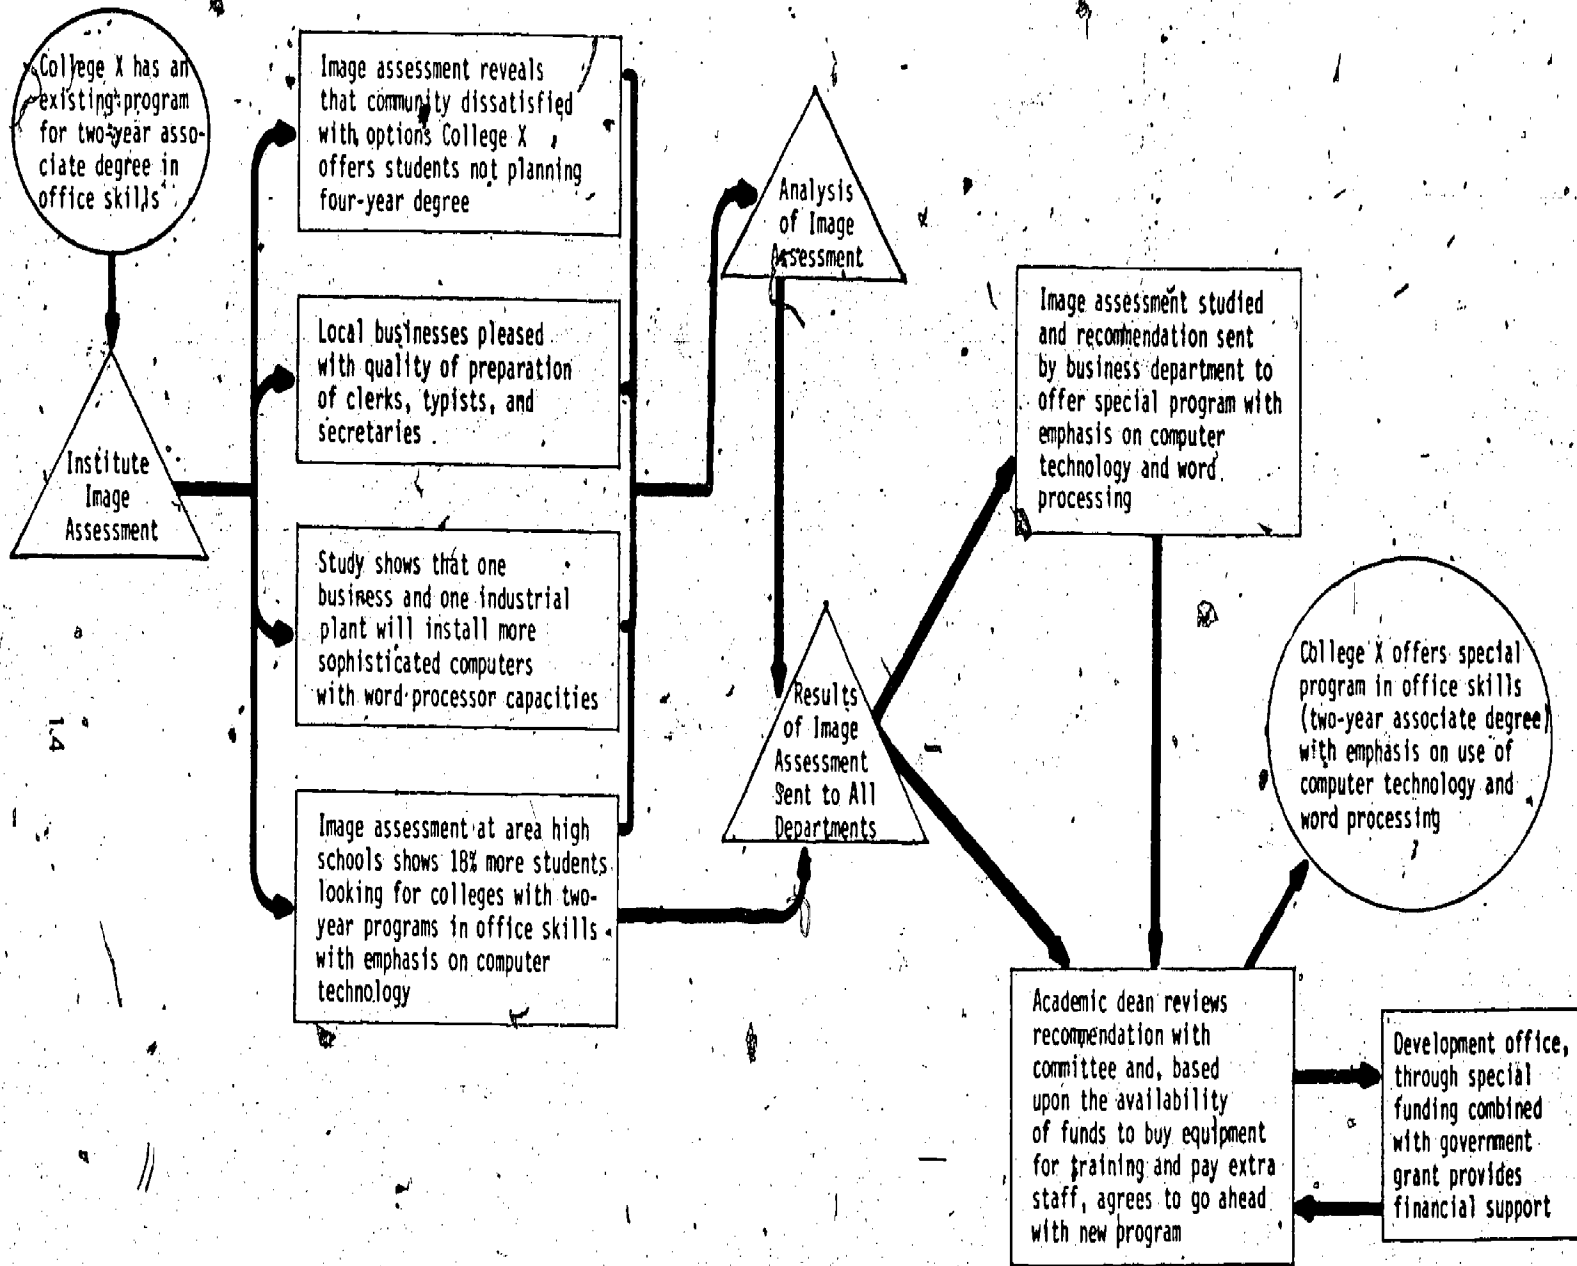 College X has an
existing program
for two-year asso-
ciate degree in
office skills
Institute
Image
Assessment
Image assessment reveals
that community dissatisfied
with options College X
offers students not planning
four-year degree
Local businesses pleased
with quality of preparation
of clerks, typists, and
secretaries
Study shows that one
business and one industrial
plant will install more
sophisticated computers
with word processor capacities
Image assessment at area high
schools shows 18% more students
looking for colleges with two-
year programs in office skills
with emphasis on computer
technology
Analysis
of Image
Assessment
Results
of Image
Assessment
Sent to All
Departments
Image assessment studied
and recommendation sent
by business department to
offer special program with
emphasis on computer
technology and word
processing
Academic dean reviews
recommendation with
committee and, based
upon the availability
of funds to buy equipment
for training and pay extra
staff, agrees to go ahead
with new program
Development office,
through special
funding combined
with government
grant provides
financial support
College X offers special
program in office skills
(two-year associate degree)
with emphasis on use of
computer technology and
word processing
14